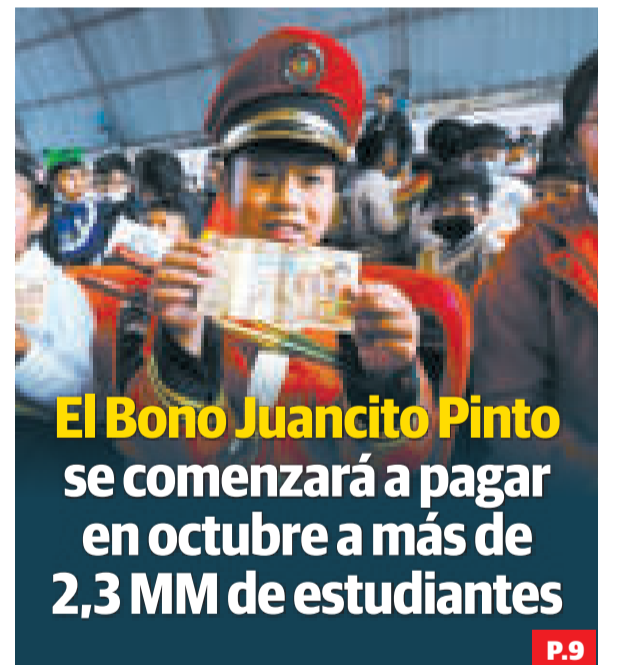 El Bono Juancito Pinto
se comenzará a pagar
en octubre a más de
2,3 MM de estudiantes
P.9